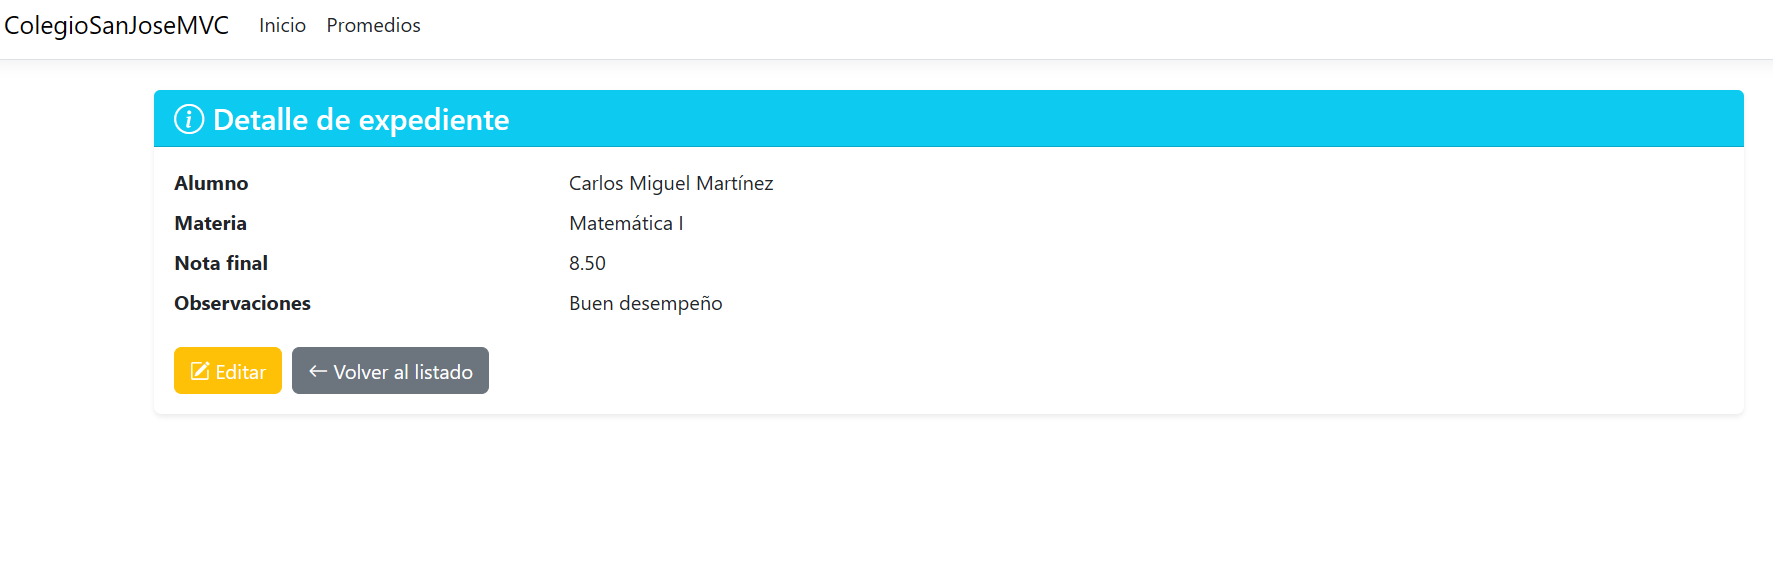 ColegioSanJoseMVC Inicio Promedios
Detalle de expediente
Alumno Carlos Miguel Martínez
Materia Matemática I
Nota final 8.50
Observaciones Buen desempeño
Editar Volver al listado